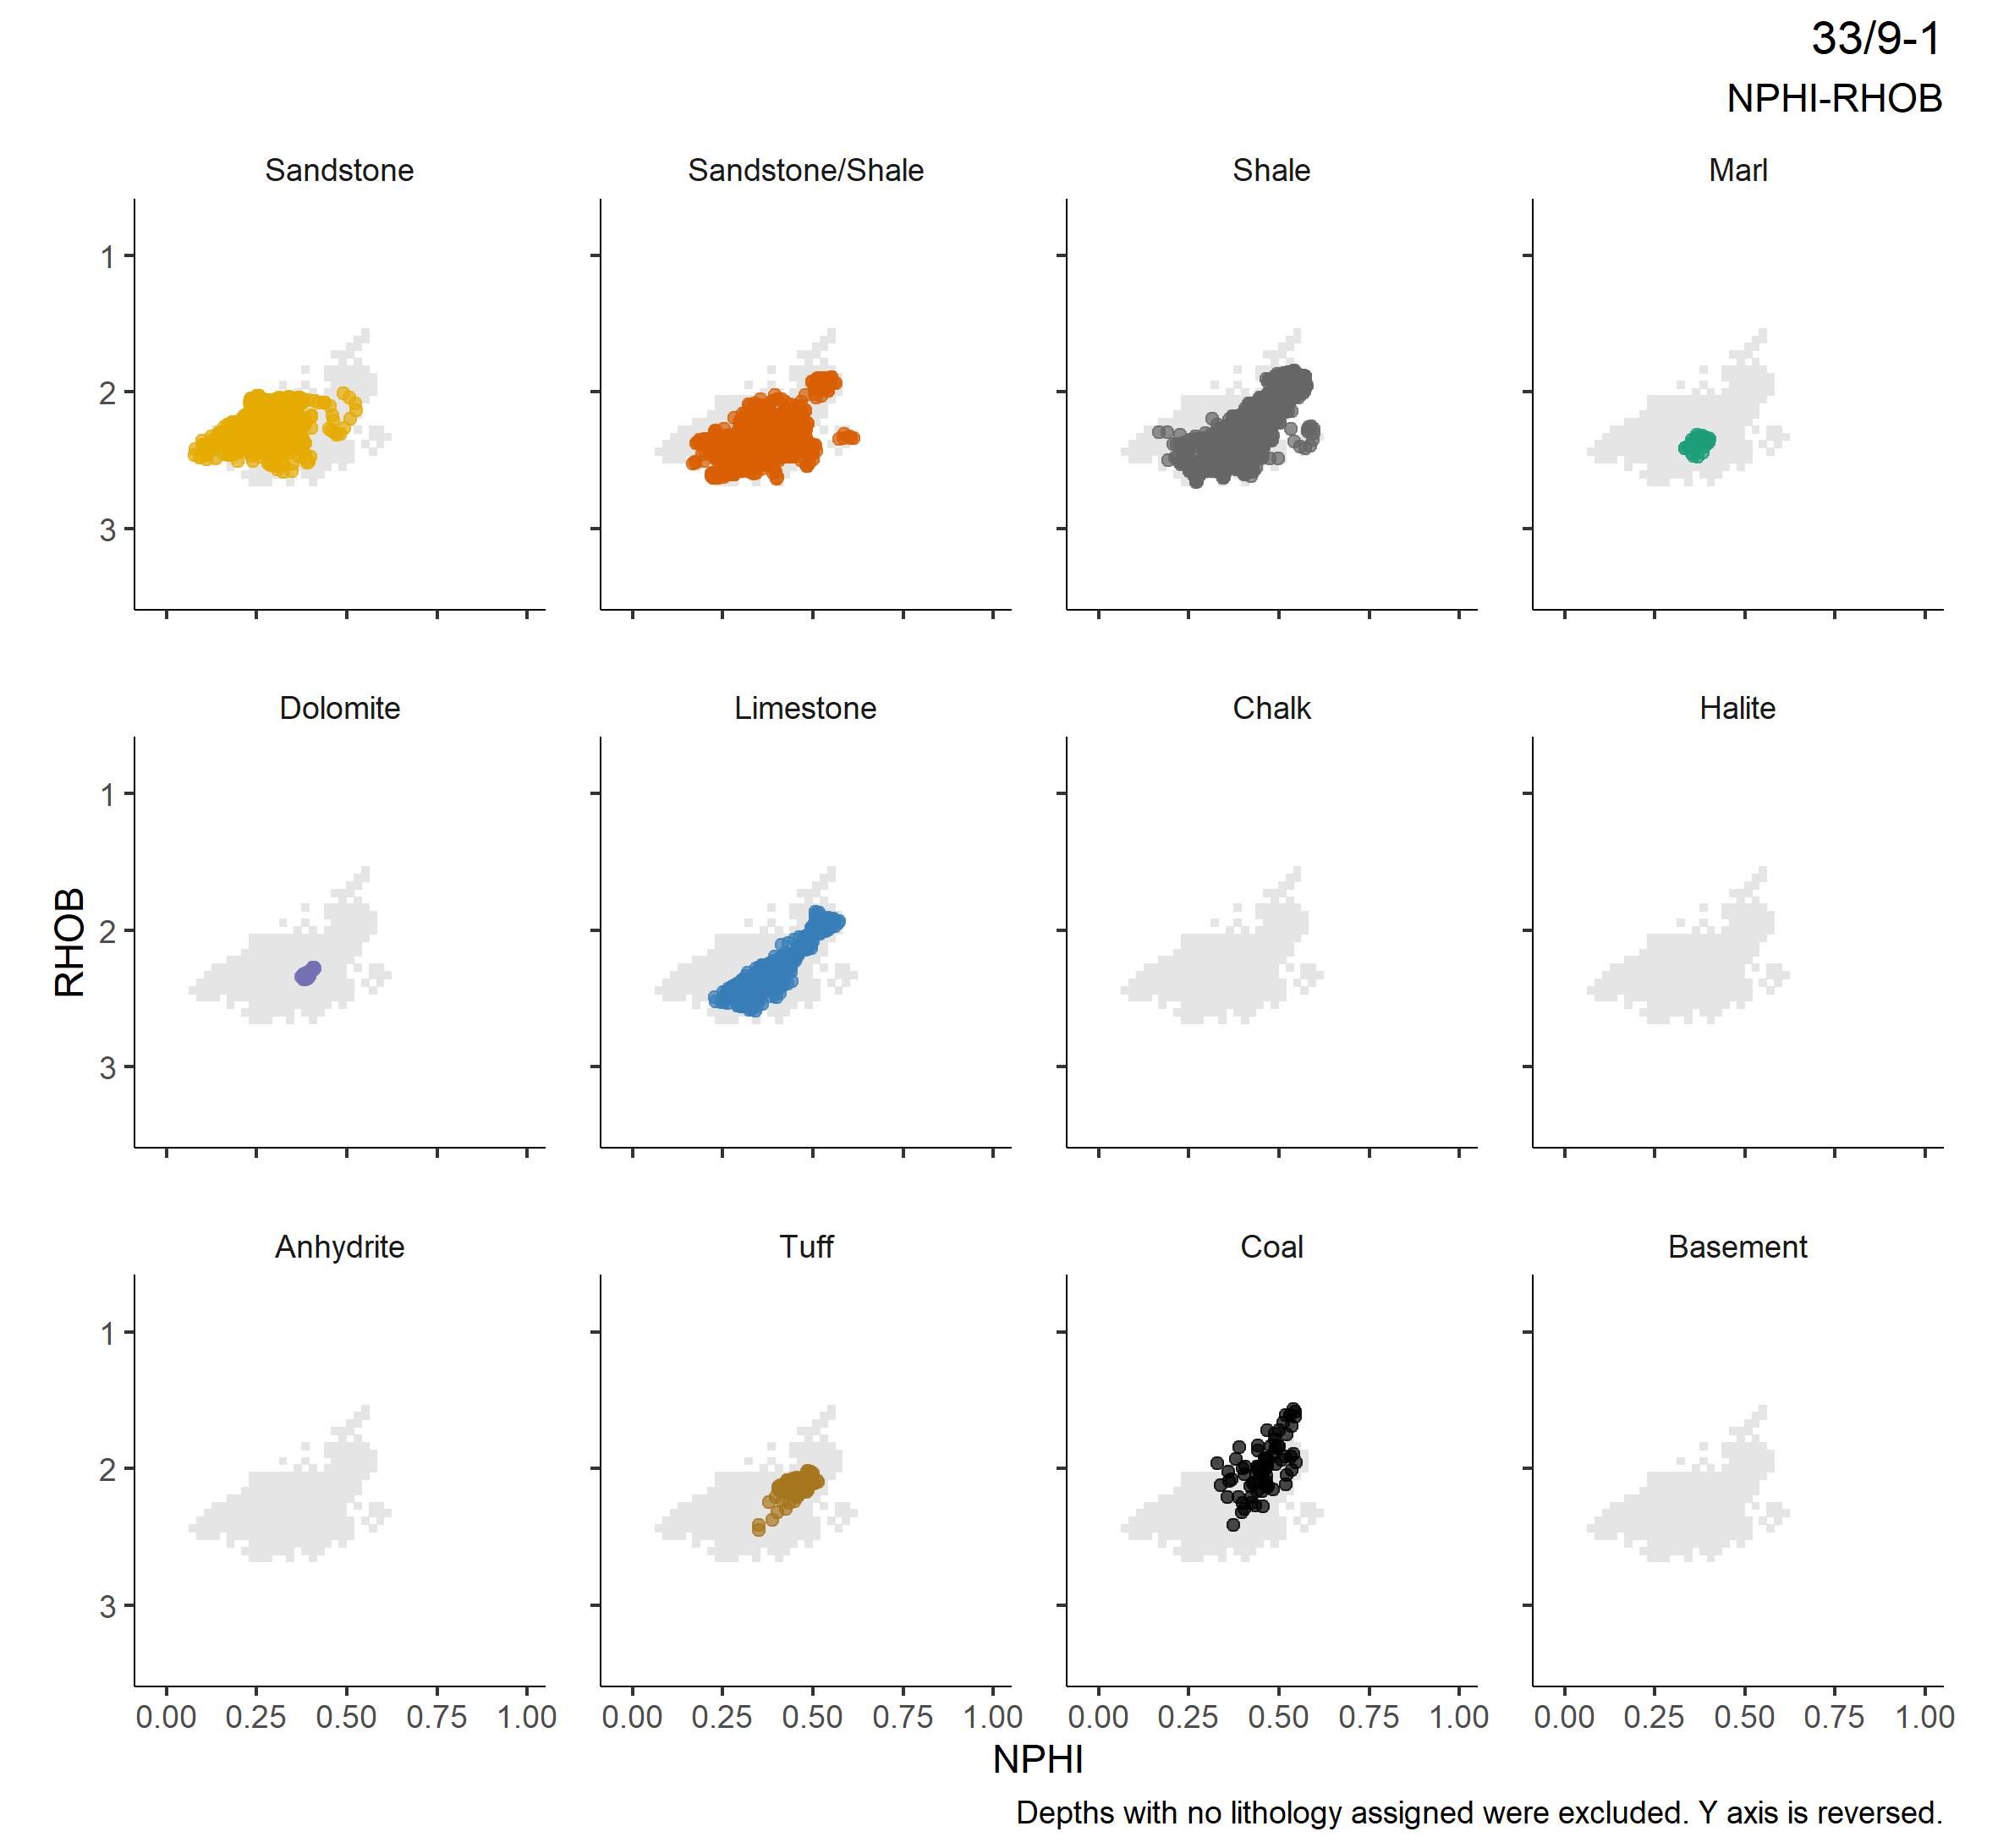 33/9-1
NPHI-RHOB
Sandstone Sandstone/Shale Shale Marl
1
2
3
Dolomite Limestone Chalk Halite
1
2
3
RHOB
Anhydrite Tuff Coal Basement
1
2
3
0.00 0.25 0.50 0.75 1.00 0.00 0.25 0.50 0.75 1.00 0.00 0.25 0.50 0.75 1.00 0.00 0.25 0.50 0.75 1.00
NPHI
Depths with no lithology assigned were excluded. Y axis is reversed.